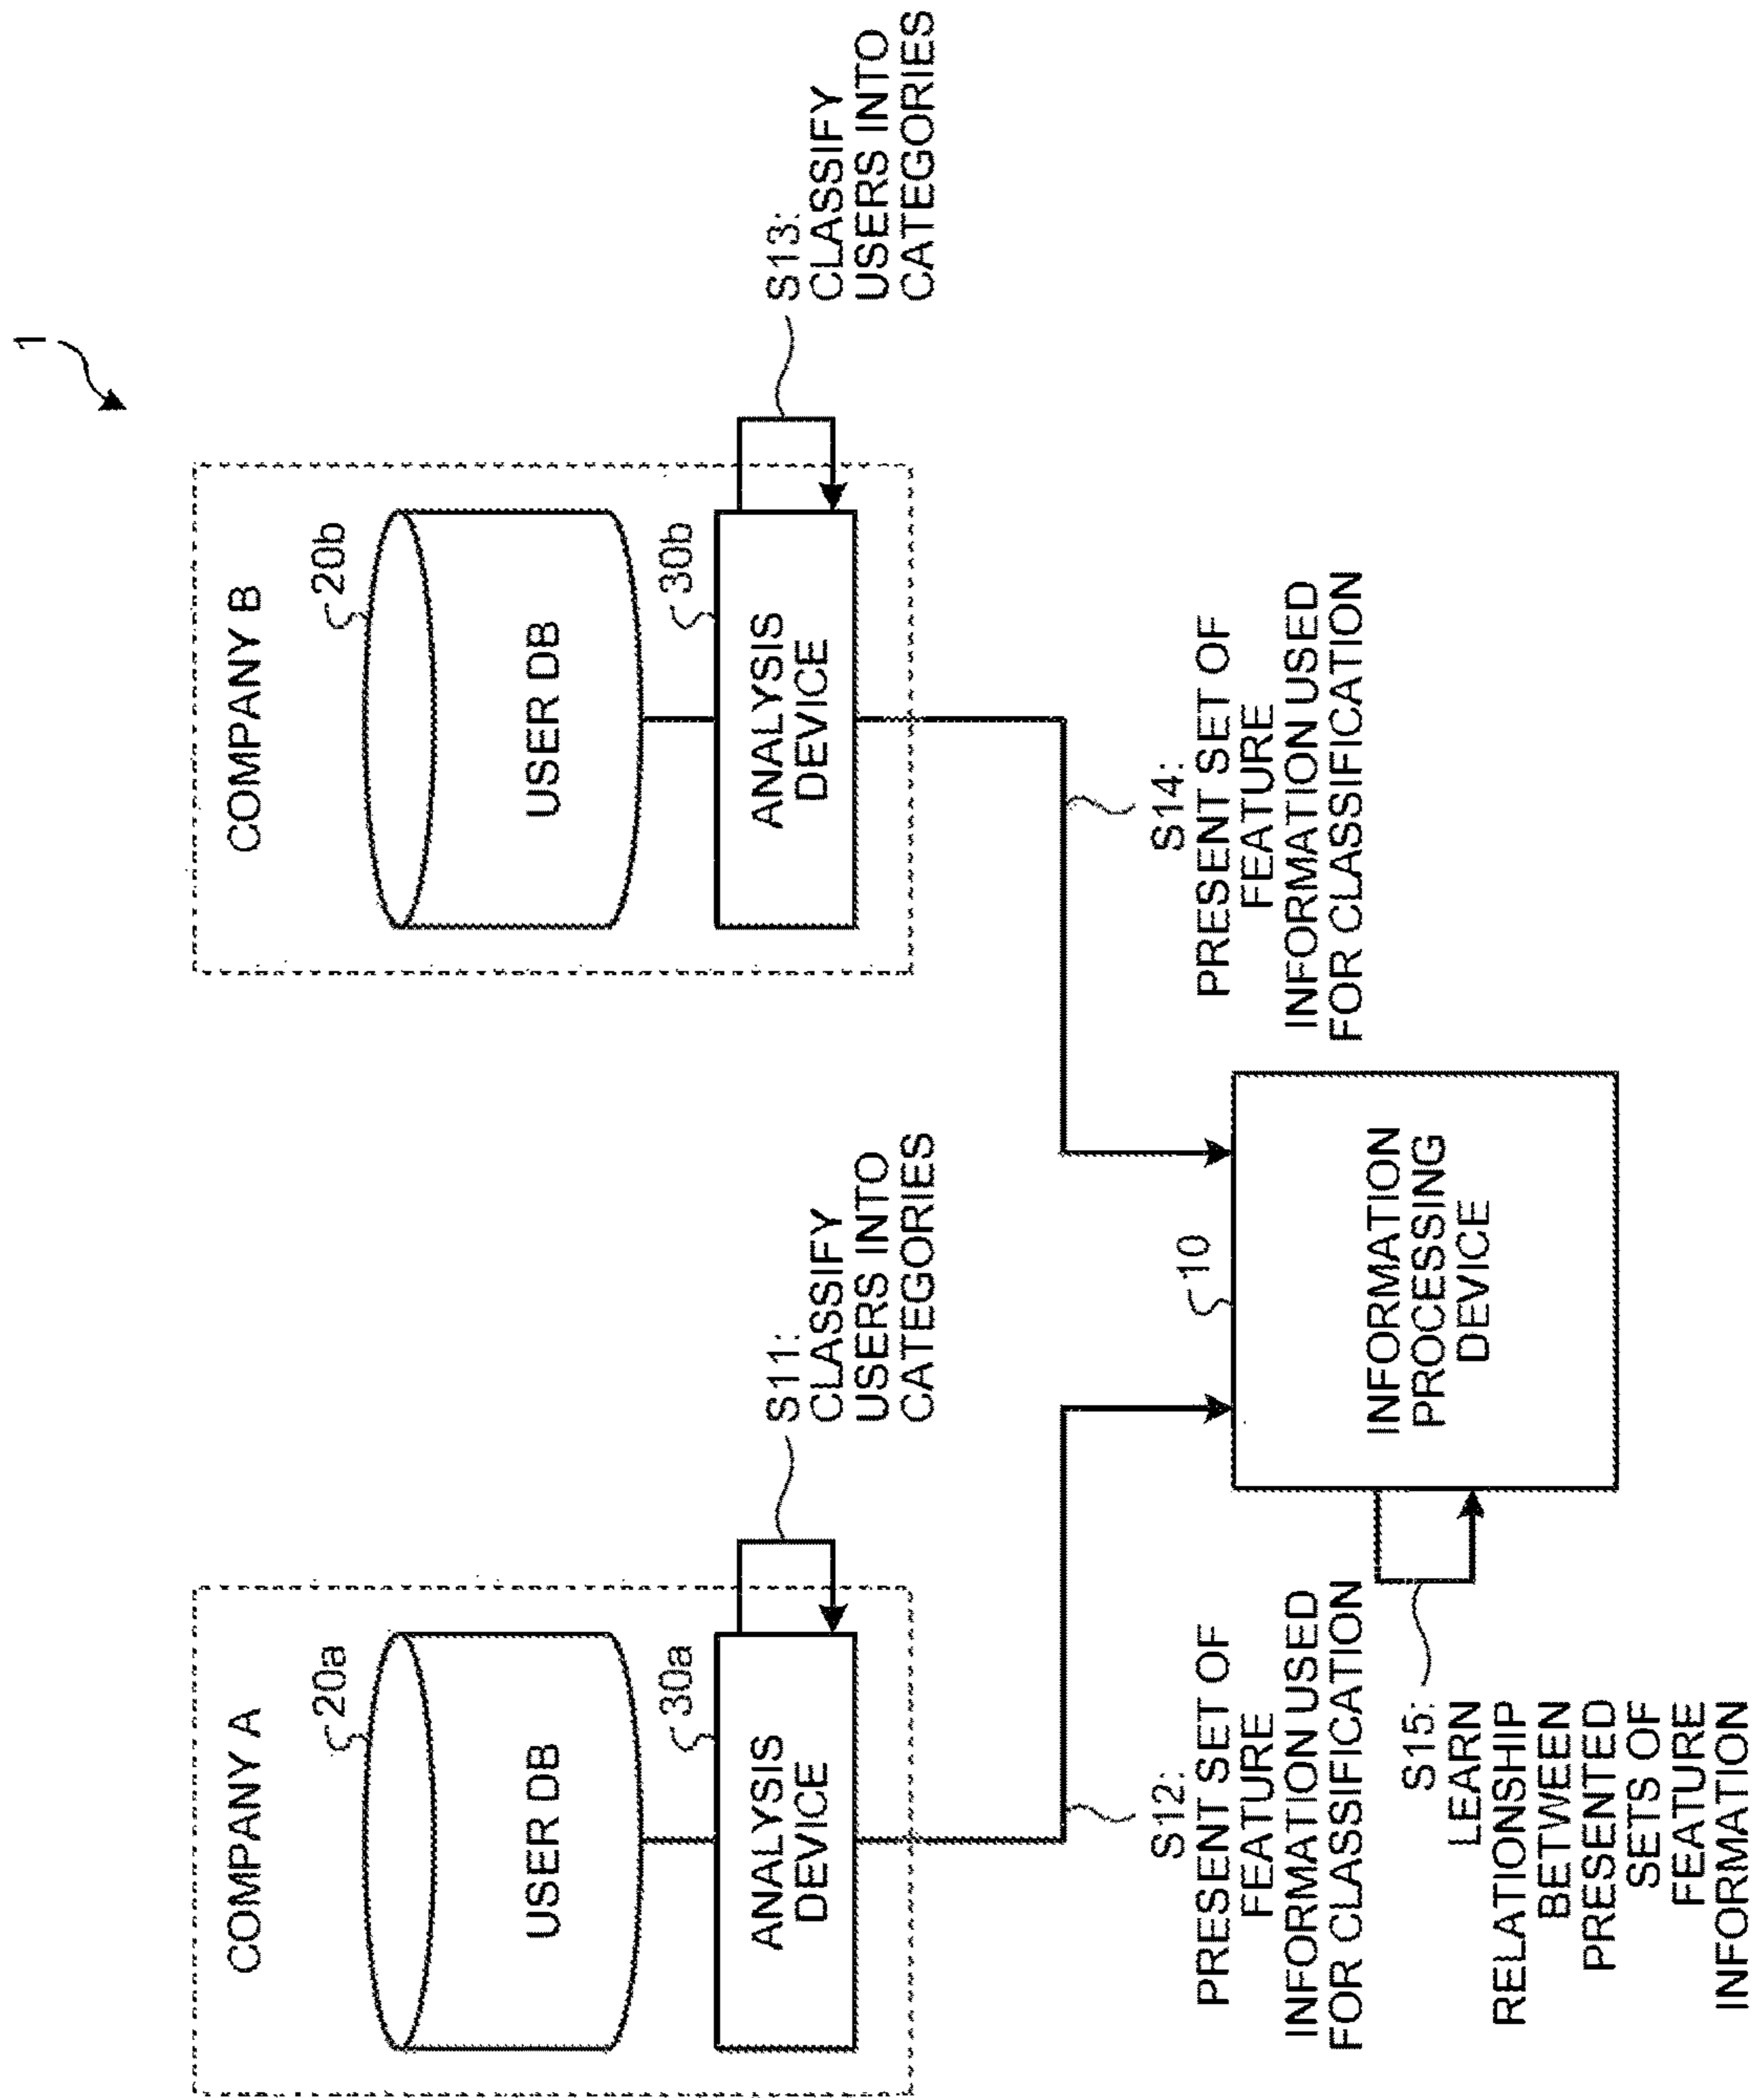 1
COMPANY A
20a
USER DB
30a
ANALYSIS
DEVICE
S11:
CLASSIFY
USERS INTO
CATEGORIES
COMPANY B
20b
USER DB
30b
ANALYSIS
DEVICE
S13:
CLASSIFY
USERS INTO
CATEGORIES
S12:
PRESENT SET OF
FEATURE
INFORMATION USED
FOR CLASSIFICATION
S14:
PRESENT SET OF
FEATURE
INFORMATION USED
FOR CLASSIFICATION
10
INFORMATION
PROCESSING
DEVICE
S15:
LEARN
RELATIONSHIP
BETWEEN
PRESENTED
SETS OF
FEATURE
INFORMATION